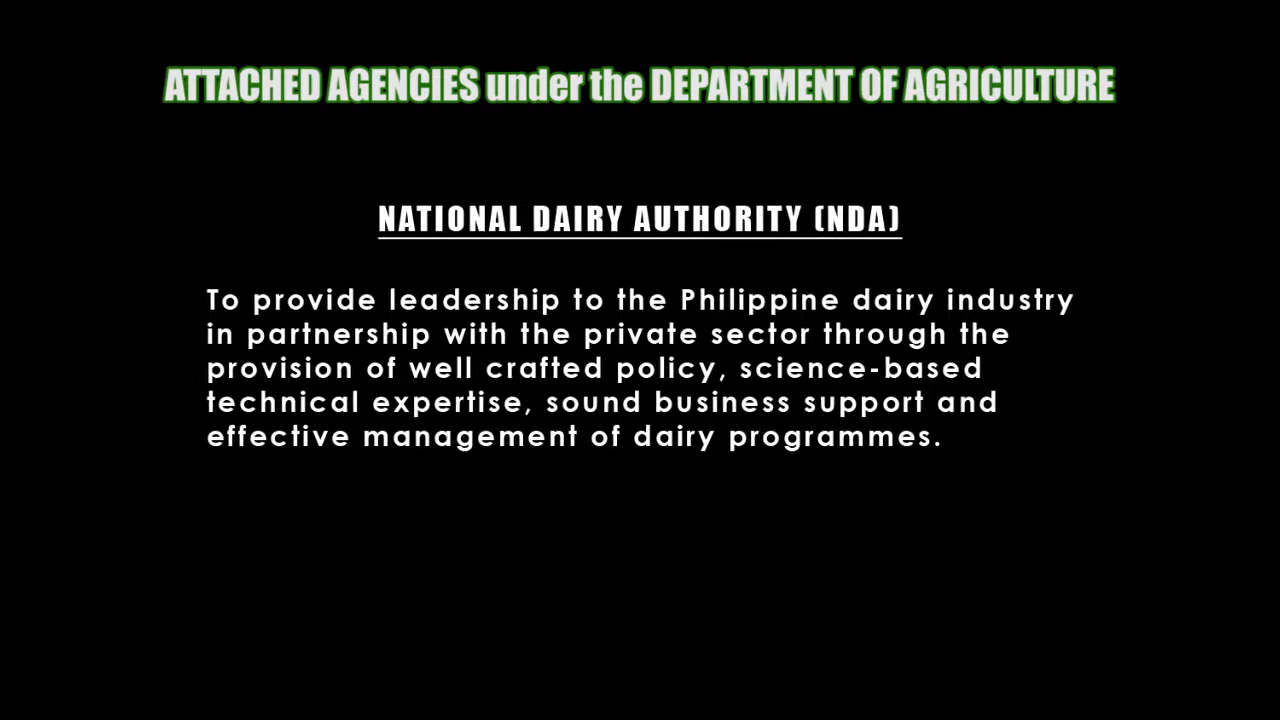 ATTACHED AGENCIES under the DEPARTMENT OF AGRICULTURE
NATIONAL DAIRY AUTHORITY (NDA)
To provide leadership to the Philippine dairy industry
in partnership with the private sector through the
provision of well crafted policy, science-based
technical expertise, sound business support and
effective management of dairy programmes.